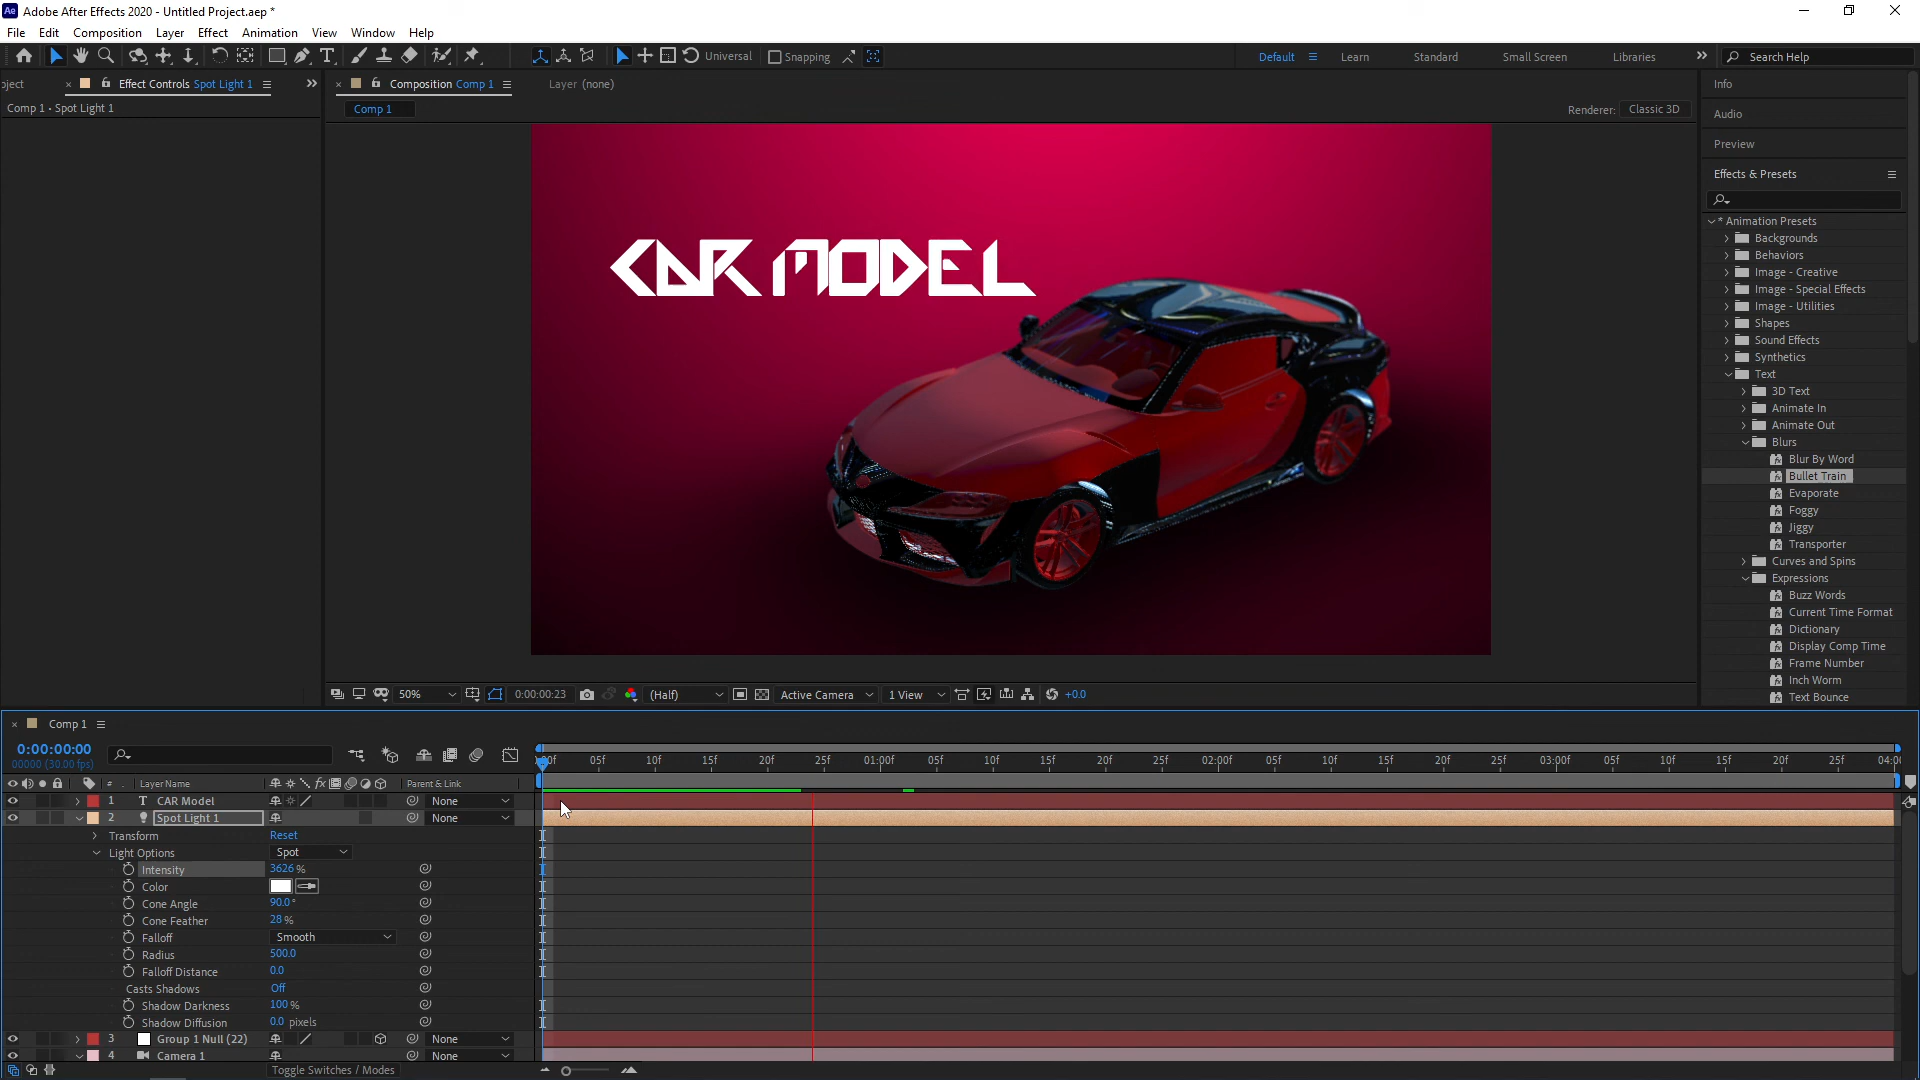 Ae Adobe After Effects 2020 - Untitled Project.aep *
File Edit Composition Layer Effect Animation View Window Help
Universal Snapping Default Learn Standard Small Screen Libraries Search Help
oject Effect Controls Spot Light 1 Composition Comp 1 Layer (none) Info
Comp 1 • Spot Light 1 Comp 1 Renderer: Classic 3D
Audio
Preview
Effects & Presets
* Animation Presets
Backgrounds
Behaviors
Image - Creative
Image - Special Effects
Image - Utilities
Shapes
Sound Effects
Synthetics
Text
3D Text
Animate In
Animate Out
Blurs
Blur By Word
Bullet Train
Evaporate
Foggy
Jiggy
Transporter
Curves and Spins
Expressions
Buzz Words
Current Time Format
Dictionary
Display Comp Time
Frame Number
Inch Worm
Text Bounce
CAR MODEL
50% 0:00:00:23 (Half) Active Camera 1 View +0.0
Comp 1
0:00:00:00
00000 (30.00 fps)
:00f 05f 10f 15f 20f 25f 01:00f 05f 10f 15f 20f 25f 02:00f 05f 10f 15f 20f 25f 03:00f 05f 10f 15f 20f 25f 04:00
# . Layer Name fx Parent & Link
1 T CAR Model None
2 Spot Light 1 None
Transform Reset
Light Options Spot
Intensity 3626 %
Color
Cone Angle 90.0 °
Cone Feather 28 %
Falloff Smooth
Radius 500.0
Falloff Distance 0.0
Casts Shadows Off
Shadow Darkness 100 %
Shadow Diffusion 0.0 pixels
3 Group 1 Null (22) None
4 Camera 1 None
Toggle Switches / Modes